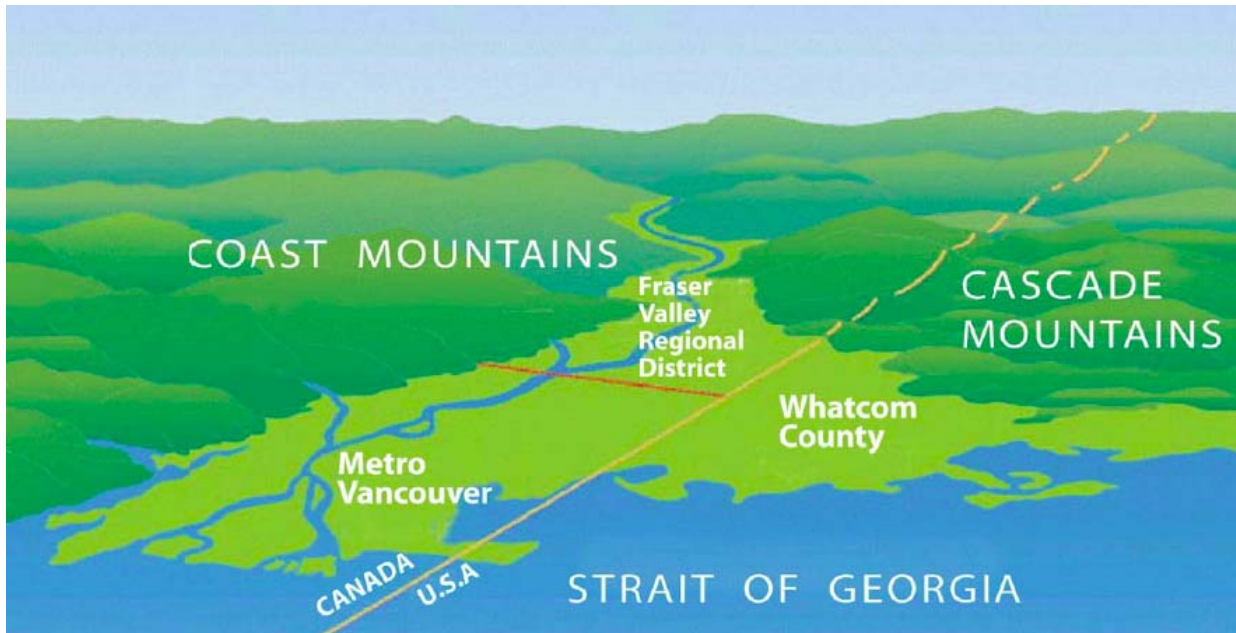 COAST MOUNTAINS
Fraser
Valley
Regional
District
CASCADE
MOUNTAINS
Whatcom
County
Metro
Vancouver
CANADA
U.S.A
STRAIT OF GEORGIA